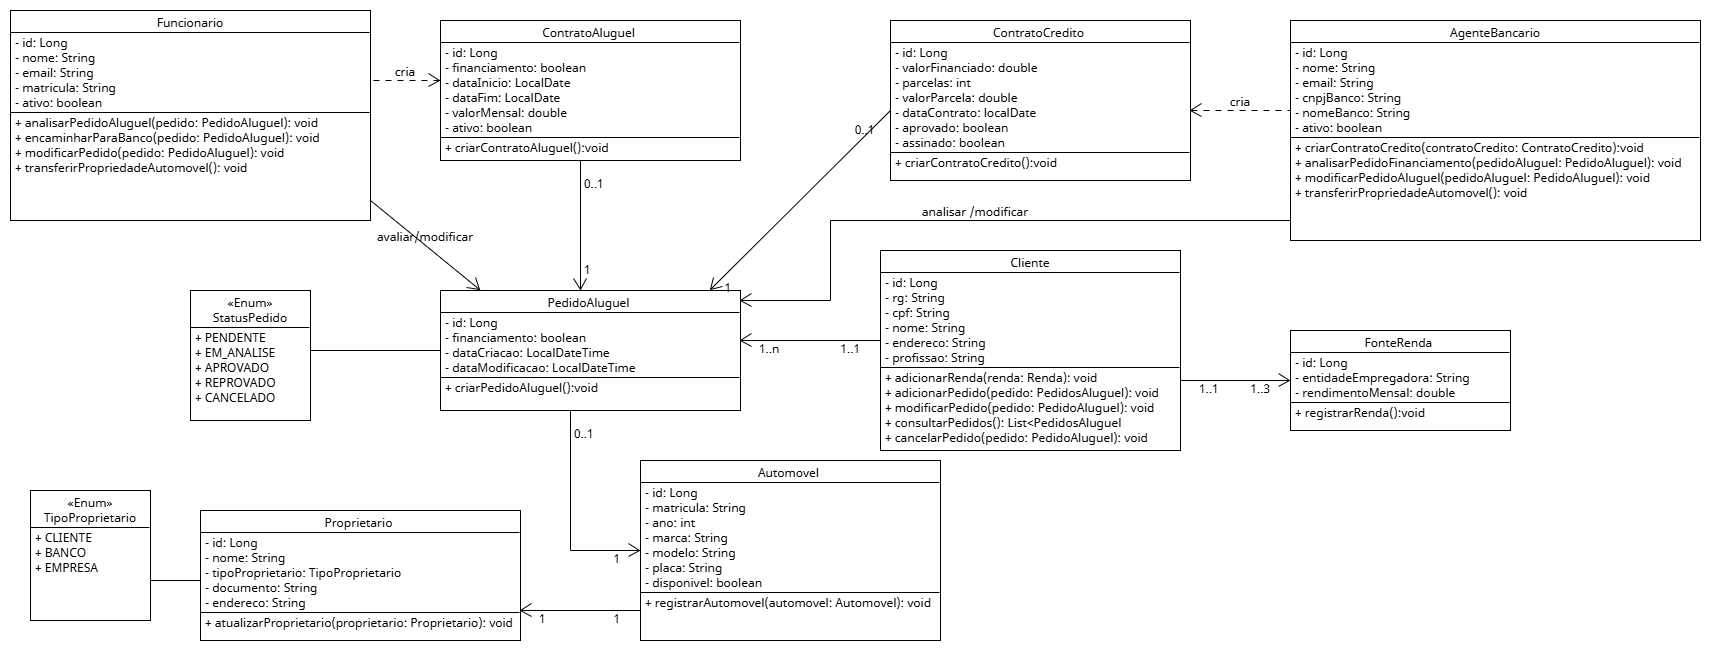 Funcionario
- id: Long
- nome: String
- email: String
- matricula: String
- ativo: boolean
+ analisarPedidoAluguel(pedido: PedidoAluguel): void
+ encaminharParaBanco(pedido: PedidoAluguel): void
+ modificarPedido(pedido: PedidoAluguel): void
+ transferirPropriedadeAutomovel(): void
cria
ContratoAluguel
- id: Long
- financiamento: boolean
- dataInicio: LocalDate
- dataFim: LocalDate
- valorMensal: double
- ativo: boolean
+ criarContratoAluguel():void
ContratoCredito
- id: Long
- valorFinanciado: double
- parcelas: int
- valorParcela: double
- dataContrato: localDate
- aprovado: boolean
- assinado: boolean
+ criarContratoCredito():void
cria
AgenteBancario
- id: Long
- nome: String
- email: String
- cnpjBanco: String
- nomeBanco: String
- ativo: boolean
+ criarContratoCredito(contratoCredito: ContratoCredito):void
+ analisarPedidoFinanciamento(pedidoAluguel: PedidoAluguel): void
+ modificarPedidoAluguel(pedidoAluguel: PedidoAluguel): void
+ transferirPropriedadeAutomovel(): void
0..1
0..1
analisar /modificar
avaliar/modificar
1
1
«Enum»
StatusPedido
+ PENDENTE
+ EM_ANALISE
+ APROVADO
+ REPROVADO
+ CANCELADO
PedidoAluguel
- id: Long
- financiamento: boolean
- dataCriacao: LocalDateTime
- dataModificacao: LocalDateTime
+ criarPedidoAluguel():void
1..n
1..1
Cliente
- id: Long
- rg: String
- cpf: String
- nome: String
- endereco: String
- profissao: String
+ adicionarRenda(renda: Renda): void
+ adicionarPedido(pedido: PedidosAluguel): void
+ modificarPedido(pedido: PedidoAluguel): void
+ consultarPedidos(): List<PedidosAluguel
+ cancelarPedido(pedido: PedidoAluguel): void
1..1
1..3
FonteRenda
- id: Long
- entidadeEmpregadora: String
- rendimentoMensal: double
+ registrarRenda():void
0..1
1
«Enum»
TipoProprietario
+ CLIENTE
+ BANCO
+ EMPRESA
Proprietario
- id: Long
- nome: String
- tipoProprietario: TipoProprietario
- documento: String
- endereco: String
+ atualizarProprietario(proprietario: Proprietario): void
1
1
Automovel
- id: Long
- matricula: String
- ano: int
- marca: String
- modelo: String
- placa: String
- disponivel: boolean
+ registrarAutomovel(automovel: Automovel): void